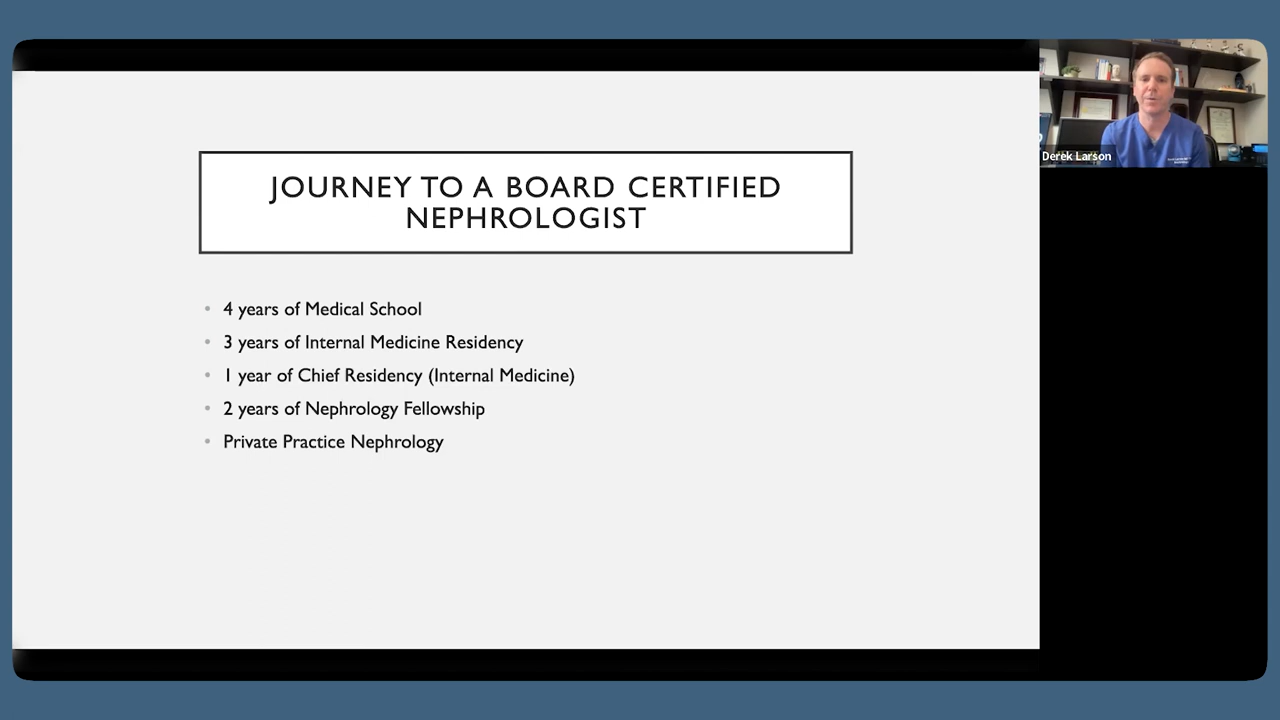 JOURNEY TO A BOARD CERTIFIED
NEPHROLOGIST
• 4 years of Medical School
• 3 years of Internal Medicine Residency
• 1 year of Chief Residency (Internal Medicine)
• 2 years of Nephrology Fellowship
• Private Practice Nephrology
Derek Larson